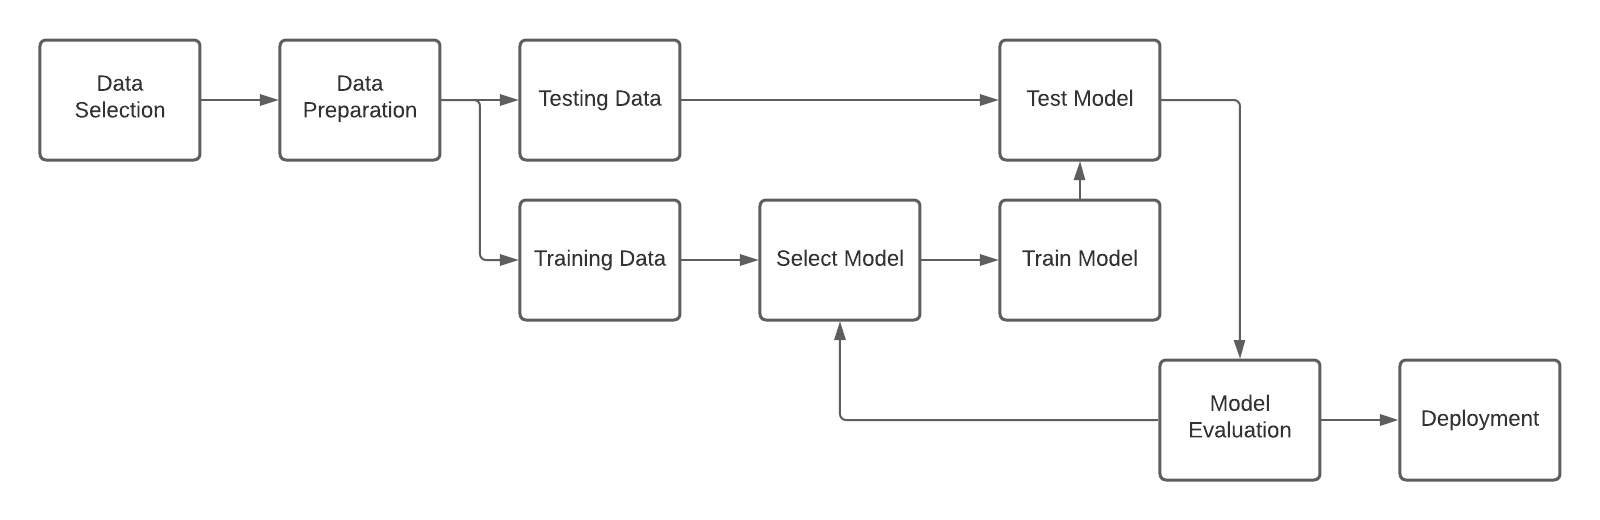 Data
Selection
Data
Preparation
Testing Data
Test Model
Training Data
Select Model
Train Model
Model
Evaluation
Deployment